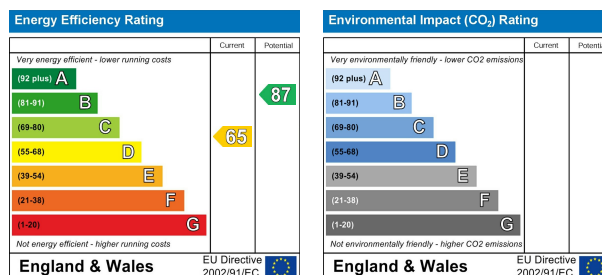 Energy Efficiency Rating
Current Potential
Very energy efficient - lower running costs
(92 plus) A
(81-91) B
87
(69-80) C
65
(55-68) D
(39-54) E
(21-38) F
(1-20) G
Not energy efficient - higher running costs
England & Wales
EU Directive
2002/91/EC
Environmental Impact (CO2) Rating
Current Potential
Very environmentally friendly - lower CO2 emissions
(92 plus) A
(81-91) B
(69-80) C
(55-68) D
(39-54) E
(21-38) F
(1-20) G
Not environmentally friendly - higher CO2 emissions
England & Wales
EU Directive
2002/91/EC